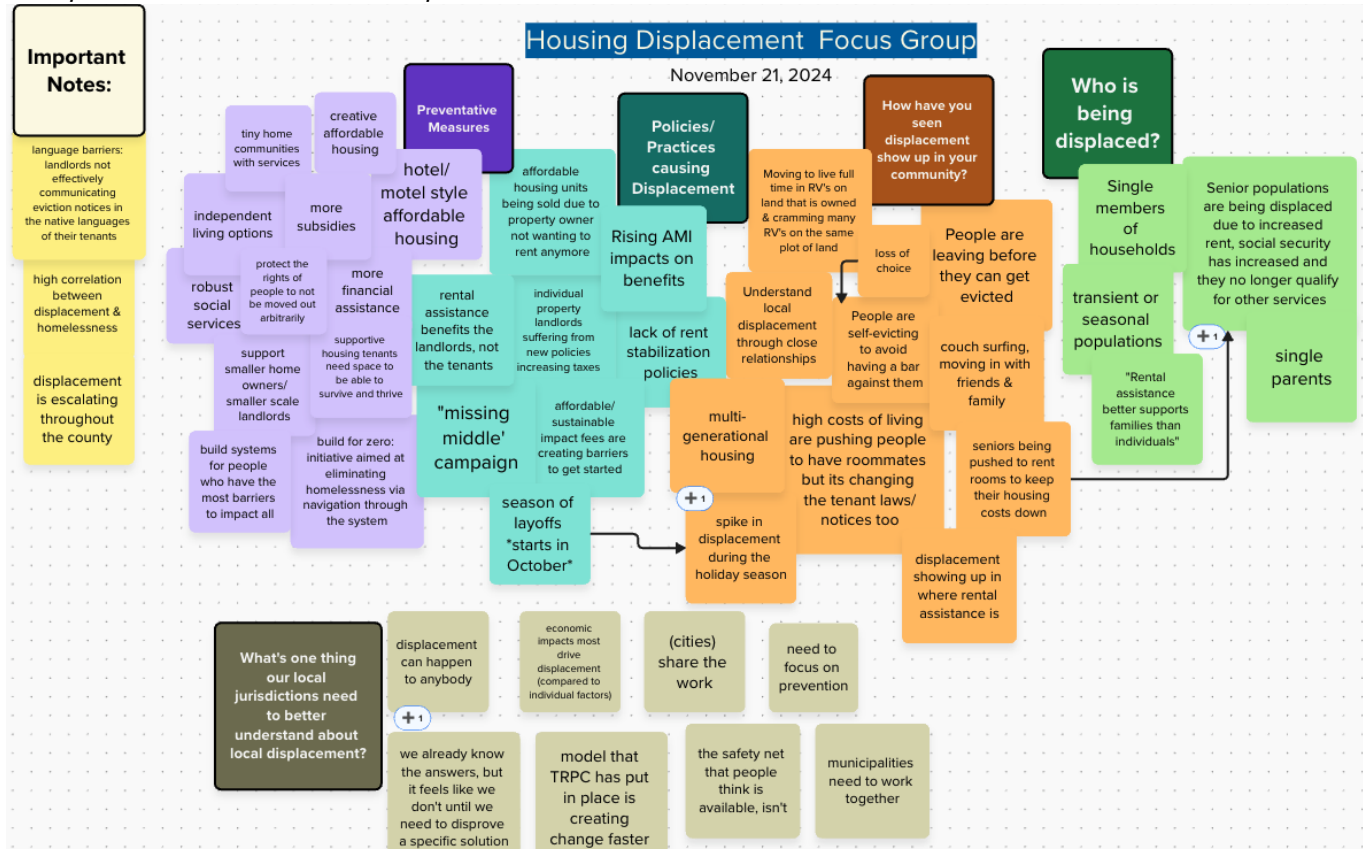 Housing Displacement Focus Group
November 21, 2024
Important
Notes:
language barriers:
landlords not
effectively
communicating
eviction notices in
the native languages
of their tenants
high correlation
between
displacement &
homelessness
displacement
is escalating
throughout
the county
Preventative
Measures
tiny home
communities
with services
creative
affordable
housing
hotel/
motel style
affordable
housing
independent
living options
more
subsidies
robust
social
services
protect the
rights of
people to not
be moved out
arbitrarily
more
financial
assistance
support
smaller home
owners/
smaller scale
landlords
supportive
housing tenants
need space to
be able to
survive and thrive
build systems
for people
who have the
most barriers
to impact all
build for zero:
initiative aimed at
eliminating
homelessness via
navigation through
the system
Policies/
Practices
causing
Displacement
affordable
housing units
being sold due to
property owner
not wanting to
rent anymore
Rising AMI
impacts on
benefits
rental
assistance
benefits the
landlords, not
the tenants
individual
property
landlords
suffering from
new policies
increasing taxes
lack of rent
stabilization
policies
"missing
middle'
campaign
affordable/
sustainable
impact fees are
creating barriers
to get started
season of
layoffs
*starts in
October*
How have you
seen
displacement
show up in your
community?
Moving to live full
time in RV's on
land that is owned
& cramming many
RV's on the same
plot of land
loss of
choice
People are
leaving before
they can get
evicted
Understand
local
displacement
through close
relationships
People are
self-evicting
to avoid
having a bar
against them
couch surfing,
moving in with
friends &
family
multi-
generational
housing
+ 1
high costs of living
are pushing people
to have roommates
but its changing
the tenant laws/
notices too
seniors being
pushed to rent
rooms to keep
their housing
costs down
spike in
displacement
during the
holiday season
displacement
showing up in
where rental
assistance is
Who is
being
displaced?
Single
members
of
households
Senior populations
are being displaced
due to increased
rent, social security
has increased and
they no longer qualify
for other services
+ 1
transient or
seasonal
populations
single
parents
"Rental
assistance
better supports
families than
individuals"
What's one thing
our local
jurisdictions need
to better
understand about
local displacement?
displacement
can happen
to anybody
+ 1
economic
impacts most
drive
displacement
(compared to
individual factors)
(cities)
share the
work
need to
focus on
prevention
we already know
the answers, but
it feels like we
don't until we
need to disprove
a specific solution
model that
TRPC has put
in place is
creating
change faster
the safety net
that people
think is
available, isn't
municipalities
need to work
together